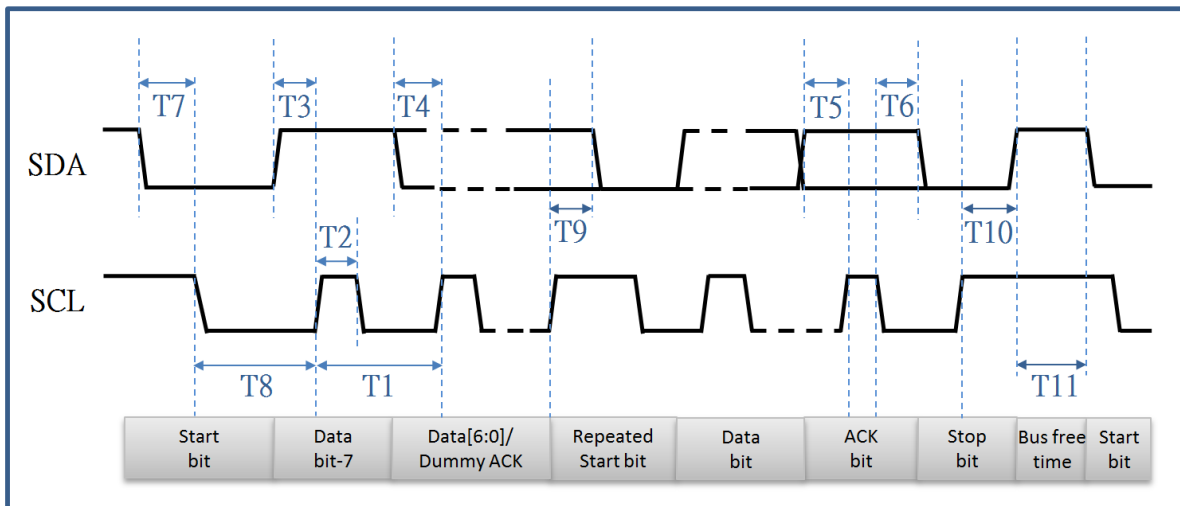 T7
T3
T4
T5
T6
SDA
T9
T10
T2
SCL
T8
T1
T11
Start
bit
Data
bit-7
Data[6:0]/
Dummy ACK
Repeated
Start bit
Data
bit
ACK
bit
Stop
bit
Bus free
time
Start
bit